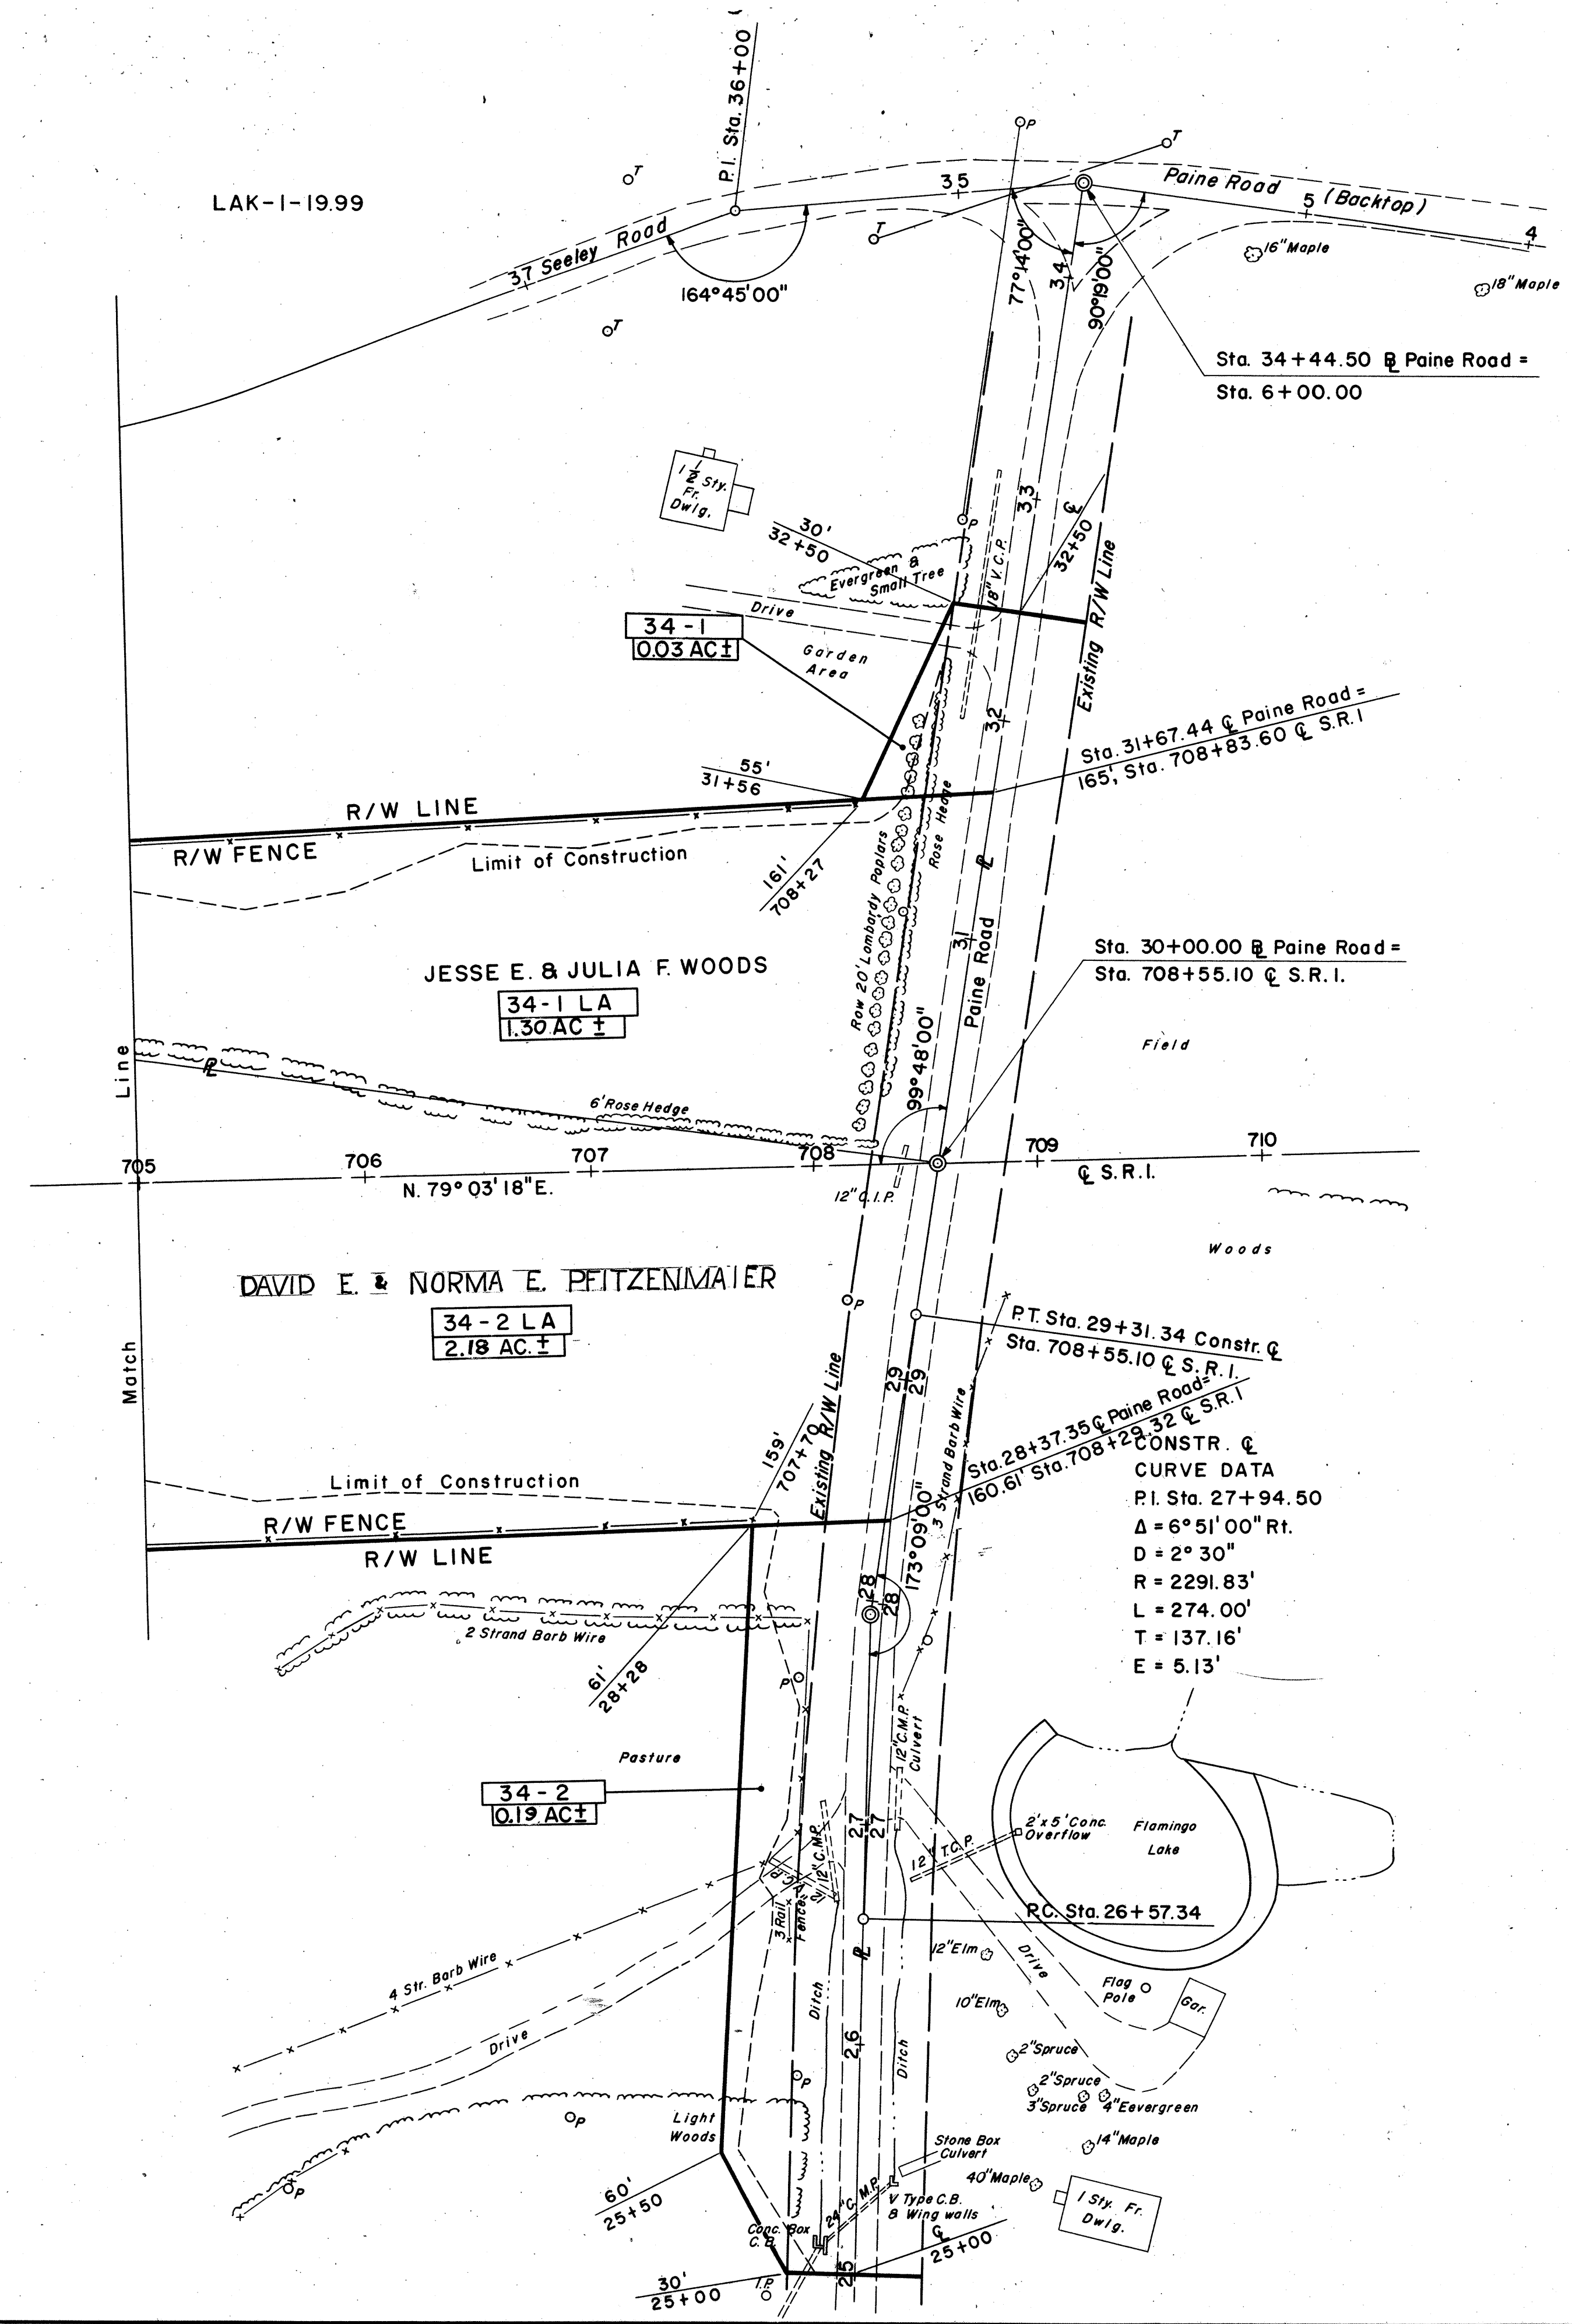 P.I. Sta. 36+00
LAK-1-19.99
P
T
T
T
T
35
Paine Road (Backtop)
5
4
37 Seeley Road
164°45'00"
77°14'00"
34
90°19'00"
16" Maple
18" Maple
Sta. 34+44.50 ⅊ Paine Road =
Sta. 6+00.00
1 1/2 Sty.
Fr.
Dwlg.
30'
32+50
P
33
℄
32+50
18" V.C.P.
Evergreen &
Small Tree
Drive
Existing R/W Line
34-1
0.03 AC±
Garden
Area
32
Sta. 31+67.44 ℄ Paine Road =
165', Sta. 708+83.60 ℄ S.R.1
55'
31+56
R/W LINE
R/W FENCE
Limit of Construction
161'
708+27
Row 20' Lombardy Poplars
Rose Hedge
31
Paine Road
JESSE E. & JULIA F. WOODS
34-1 LA
1.30 AC ±
Sta. 30+00.00 ⅊ Paine Road =
Sta. 708+55.10 ℄ S.R.1.
99°48'00"
Field
Match Line
6' Rose Hedge
705
706
707
708
709
710
N. 79°03'18"E.
℄ S.R.1.
12" C.I.P.
Woods
DAVID E. & NORMA E. PFITZENMAIER
34-2 LA
2.18 AC. ±
P
P.T. Sta. 29+31.34 Constr. ℄
Sta. 708+55.10 ℄ S.R.1.
29
29
Existing R/W Line
3 Strand Barb Wire
Sta. 28+37.35 ℄ Paine Road=
160.61' Sta. 708+29.32 ℄ S.R.1
159'
707+70
Limit of Construction
R/W FENCE
R/W LINE
173°09'00"
CONSTR. ℄
CURVE DATA
P.I. Sta. 27+94.50
Δ = 6°51'00" Rt.
D = 2° 30"
R = 2291.83'
L = 274.00'
T = 137.16'
E = 5.13'
28
28
2 Strand Barb Wire
61'
28+28
P
Pasture
12" C.M.P.
Culvert
34-2
0.19 AC±
27
27
12" C.M.P.
12" T.C.P.
2'x5' Conc.
Overflow
Flamingo
Lake
3 Rail
Fence
P.C. Sta. 26+57.34
4 Str. Barb Wire
12" Elm
Drive
Flag
Pole
Gar.
10" Elm
Ditch
Ditch
26
Drive
2" Spruce
2" Spruce
3" Spruce
4" Eevergreen
P
P
P
Light
Woods
14" Maple
Stone Box
Culvert
40" Maple
60'
25+50
24" C.M.P.
V Type C.B.
& Wing walls
1 Sty. Fr.
Dwlg.
Conc. Box
C.B.
℄
25+00
25
30'
25+00
I.P.